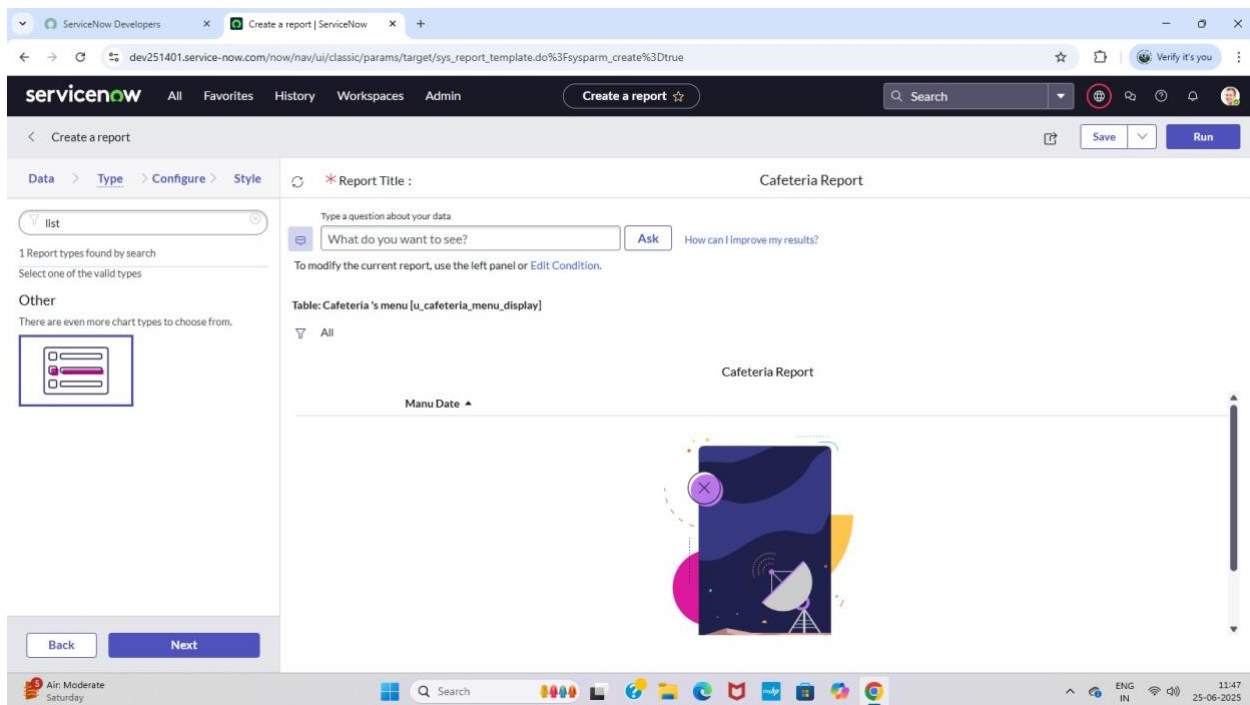 ServiceNow Developers
Create a report | ServiceNow
dev251401.service-now.com/now/nav/ui/classic/params/target/sys_report_template.do%3Fsysparm_create%3Dtrue
Verify it's you
servicenow All Favorites History Workspaces Admin Create a report Search
Create a report Save Run
Data > Type > Configure > Style
Report Title : Cafeteria Report
list
1 Report types found by search
Select one of the valid types
Other
There are even more chart types to choose from.
Type a question about your data
What do you want to see? Ask How can I improve my results?
To modify the current report, use the left panel or Edit Condition.
Table: Cafeteria 's menu [u_cafeteria_menu_display]
All
Cafeteria Report
Manu Date
Back Next
5 Air: Moderate
Saturday
Search
ENG
IN
11:47
25-06-2025